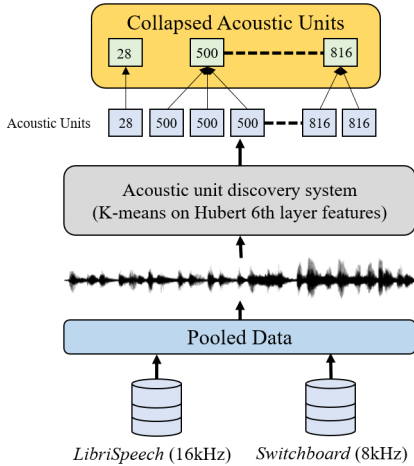 Collapsed Acoustic Units
28 500 816
Acoustic Units 28 500 500 500 816 816
Acoustic unit discovery system
(K-means on Hubert 6th layer features)
Pooled Data
LibriSpeech (16kHz) Switchboard (8kHz)